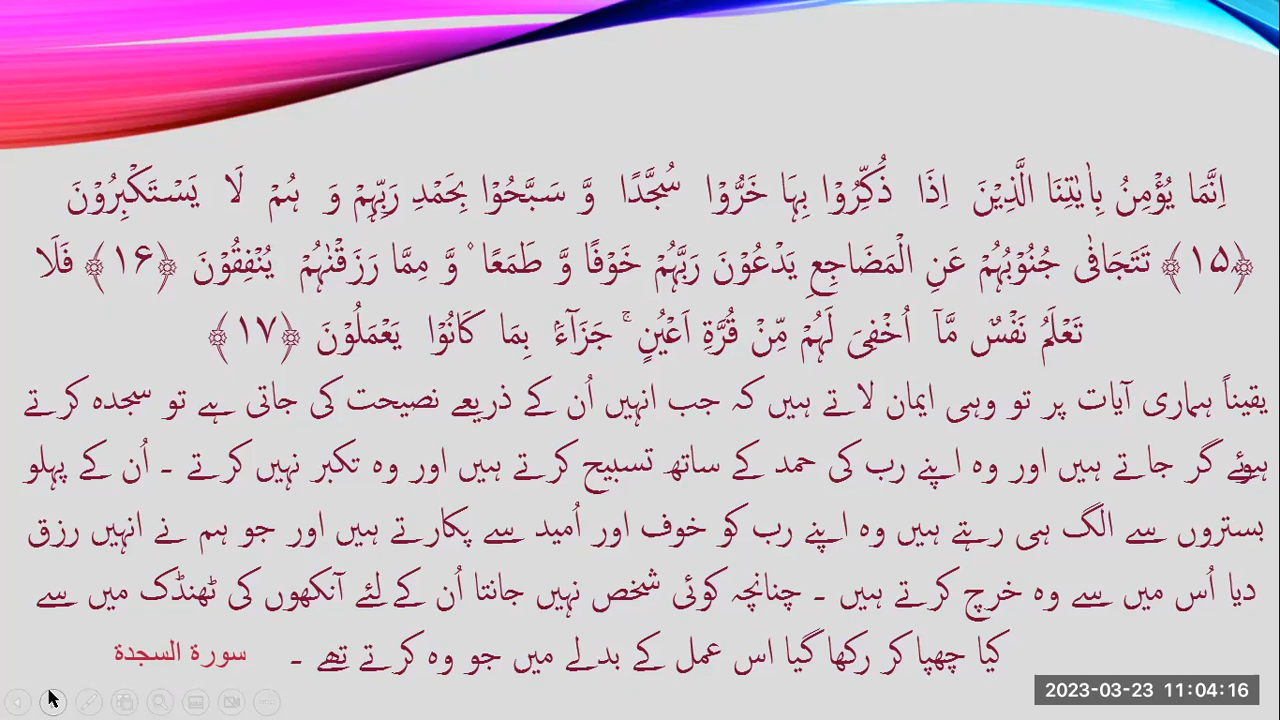 اِنَّمَا يُؤْمِنُ بِاٰيٰتِنَا الَّذِيْنَ اِذَا ذُكِّرُوْا بِہَا خَرُّوْا سُجَّدًا وَّ سَبَّحُوْا بِحَمْدِ رَبِّہِمْ وَ ہُمْ لَا يَسْتَكْبِرُوْنَ
﴿۱۵﴾ تَتَجَافٰى جُنُوْبُہُمْ عَنِ الْمَضَاجِعِ يَدْعُوْنَ رَبَّہُمْ خَوْفًا وَّ طَمَعًا ۫ وَّ مِمَّا رَزَقْنٰہُمْ يُنْفِقُوْنَ ﴿۱۶﴾ فَلَا
تَعْلَمُ نَفْسٌ مَّاۤ اُخْفِیَ لَہُمْ مِّنْ قُرَّةِ اَعْيُنٍ ۚ جَزَآءًۢ بِمَا كَانُوْا يَعْمَلُوْنَ ﴿۱۷﴾
یقیناً ہماری آیات پر تو وہی ایمان لاتے ہیں کہ جب انہیں اُن کے ذریعے نصیحت کی جاتی ہے تو سجدہ کرتے
ہوئے گر جاتے ہیں اور وہ اپنے رب کی حمد کے ساتھ تسبیح کرتے ہیں اور وہ تکبر نہیں کرتے ۔ اُن کے پہلو
بستروں سے الگ ہی رہتے ہیں وہ اپنے رب کو خوف اور اُمید سے پکارتے ہیں اور جو ہم نے انہیں رزق
دیا اُس میں سے وہ خرچ کرتے ہیں ۔ چنانچہ کوئی شخص نہیں جانتا اُن کے لئے آنکھوں کی ٹھنڈک میں سے
کیا چھپا کر رکھا گیا اس عمل کے بدلے میں جو وہ کرتے تھے ۔ سورة السجدة
2023-03-23 11:04:16